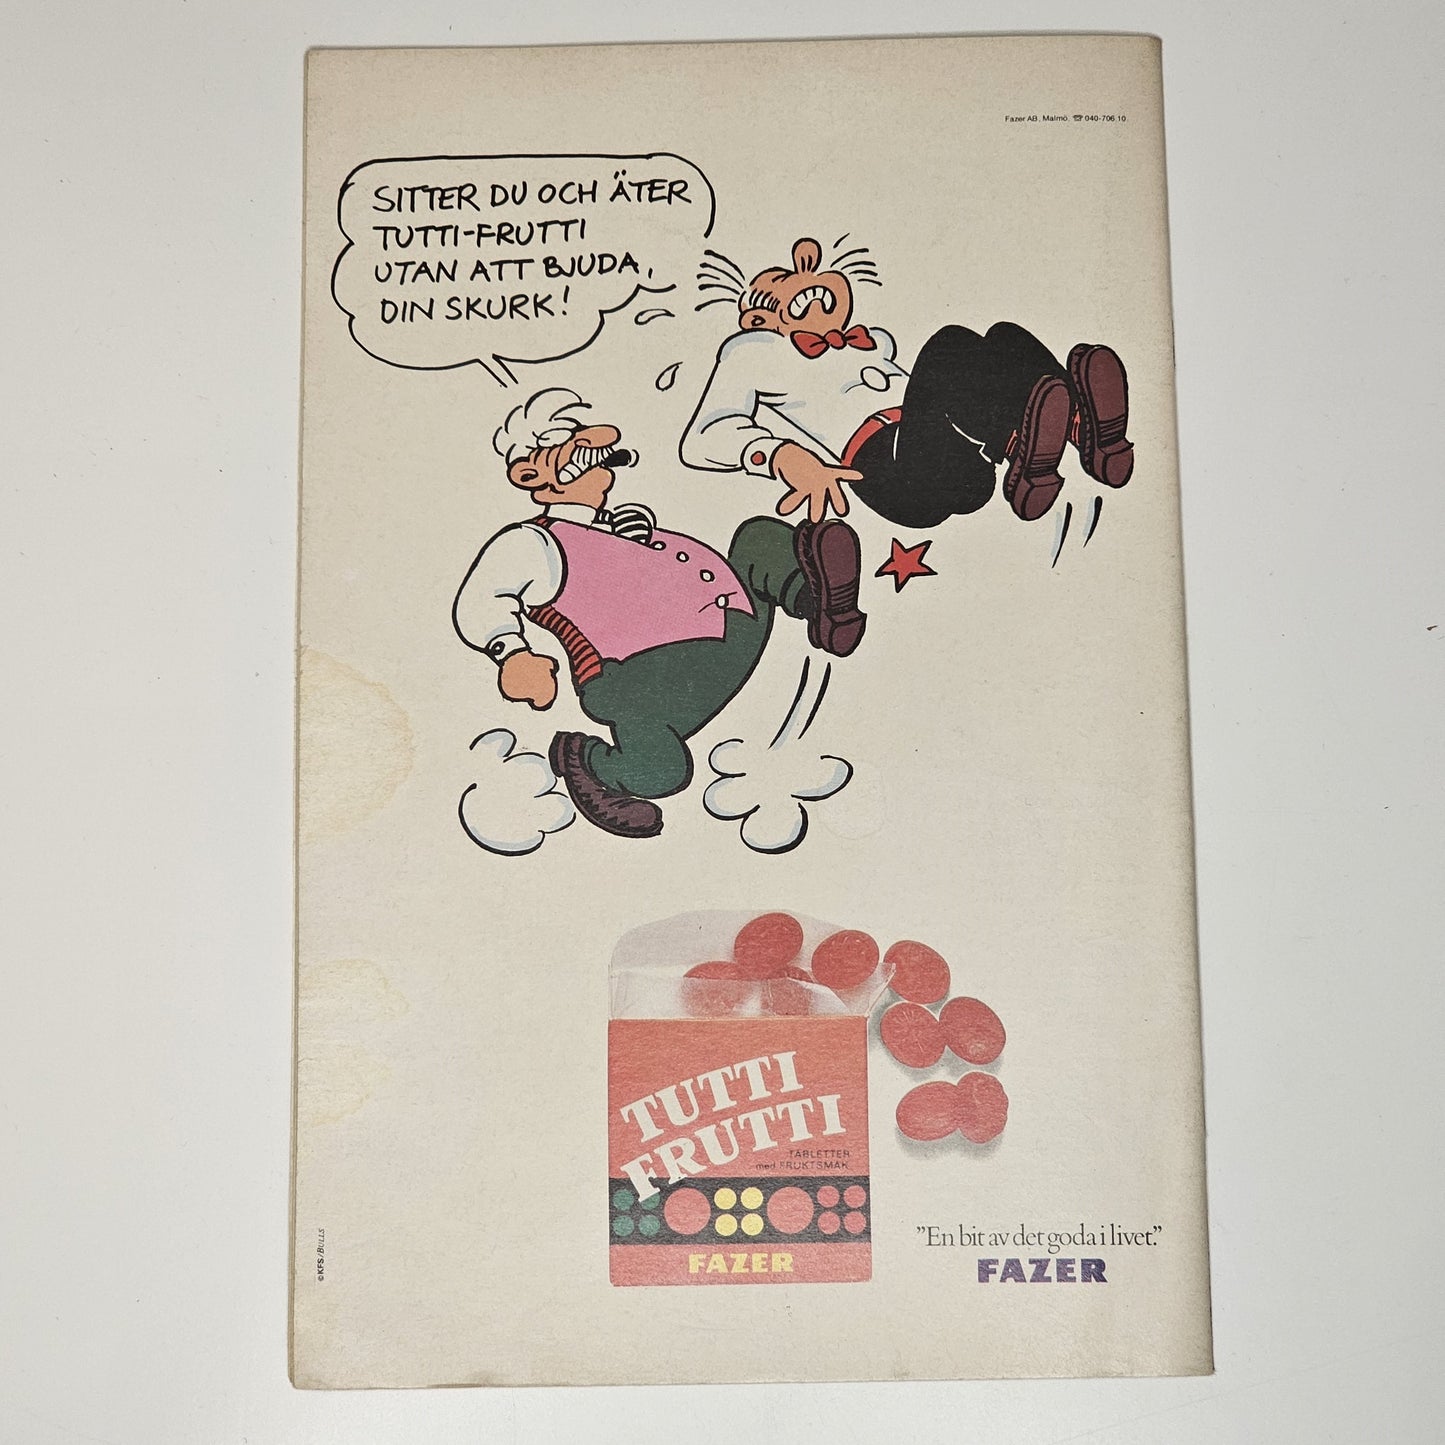 Fazer AB, Malmö. ☎ 040-706 10.
SITTER DU OCH ÄTER
TUTTI-FRUTTI
UTAN ATT BJUDA,
DIN SKURK!
TUTTI
FRUTTI
TABLETTER
med FRUKTSMAK
FAZER
"En bit av det goda i livet."
FAZER
©KFS/BULLS